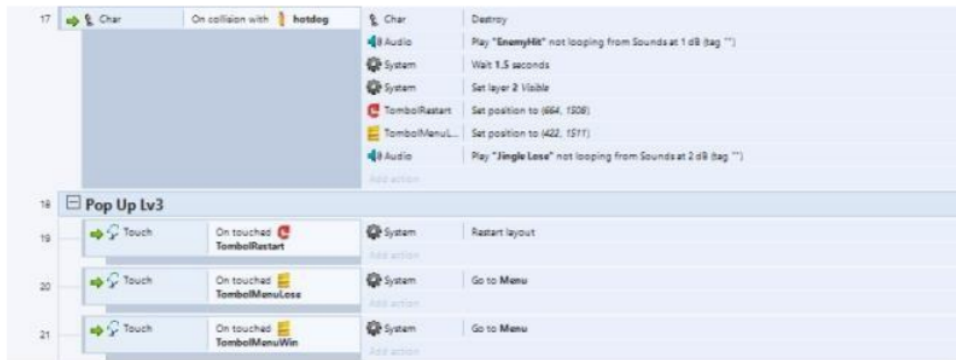 17 Char On collision with hotdog Char Destroy
Audio Play "EnemyHit" not looping from Sounds at 1 dB (tag "")
System Wait 1.5 seconds
System Set layer 2 Visible
TombolRestart Set position to (664, 1508)
TombolMenuL... Set position to (422, 1511)
Audio Play "Jingle Lose" not looping from Sounds at 2 dB (tag "")
Add action
18 Pop Up Lv3
19 Touch On touched System Restart layout
TombolRestart
Add action
20 Touch On touched System Go to Menu
TombolMenuLose
Add action
21 Touch On touched System Go to Menu
TombolMenuWin
Add action